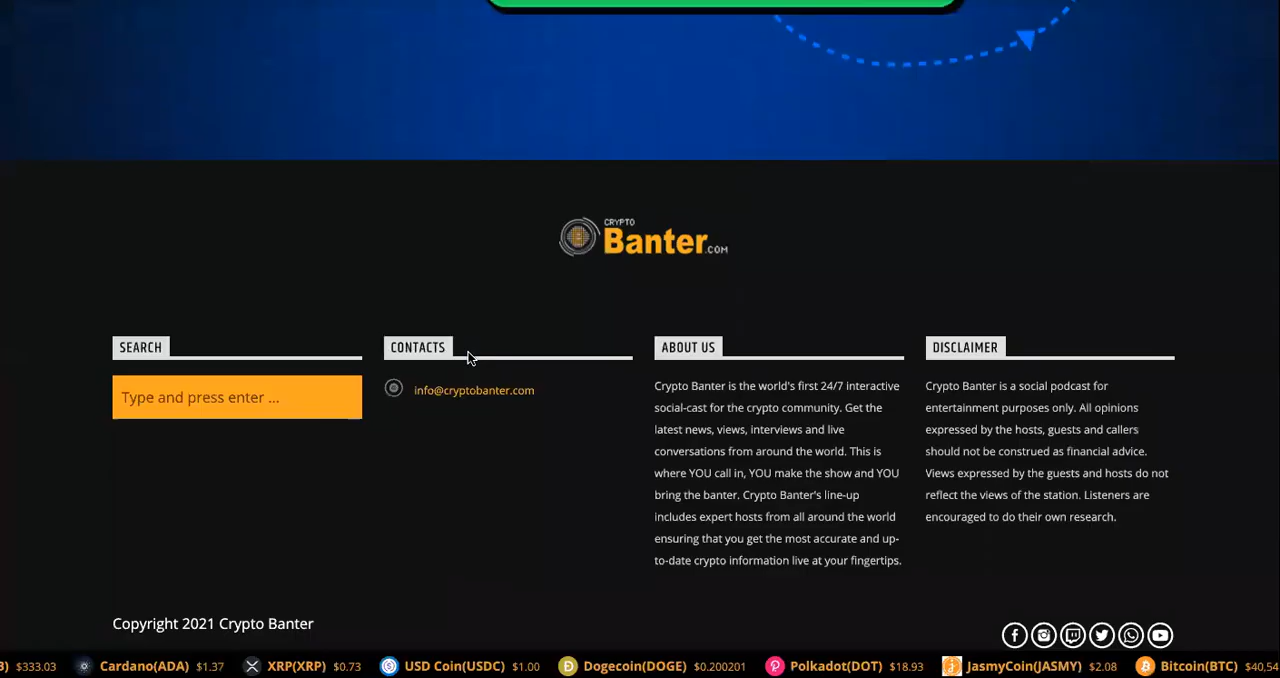 CRYPTO
Banter.COM
SEARCH
Type and press enter ...
CONTACTS
info@cryptobanter.com
ABOUT US
Crypto Banter is the world's first 24/7 interactive
social-cast for the crypto community. Get the
latest news, views, interviews and live
conversations from around the world. This is
where YOU call in, YOU make the show and YOU
bring the banter. Crypto Banter's line-up
includes expert hosts from all around the world
ensuring that you get the most accurate and up-
to-date crypto information live at your fingertips.
DISCLAIMER
Crypto Banter is a social podcast for
entertainment purposes only. All opinions
expressed by the hosts, guests and callers
should not be construed as financial advice.
Views expressed by the guests and hosts do not
reflect the views of the station. Listeners are
encouraged to do their own research.
Copyright 2021 Crypto Banter
) $333.03 Cardano(ADA) $1.37 XRP(XRP) $0.73 USD Coin(USDC) $1.00 Dogecoin(DOGE) $0.200201 Polkadot(DOT) $18.93 JasmyCoin(JASMY) $2.08 Bitcoin(BTC) $40,54